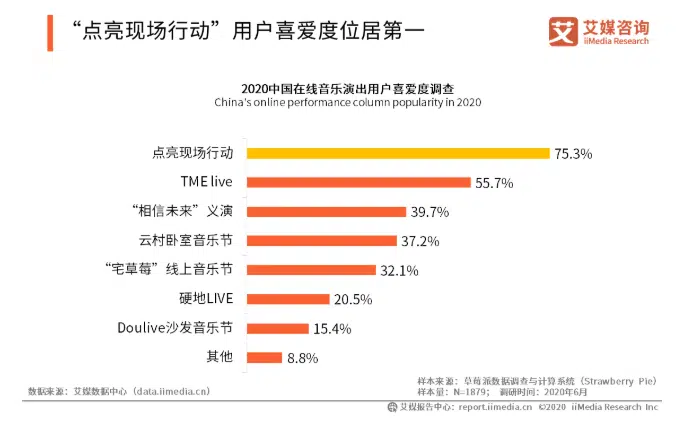 “点亮现场行动”用户喜爱度位居第一
艾媒咨询
iiMedia Research
2020中国在线音乐演出用户喜爱度调查
China's online performance column popularity in 2020
点亮现场行动 75.3%
TME live 55.7%
“相信未来”义演 39.7%
云村卧室音乐节 37.2%
“宅草莓”线上音乐节 32.1%
硬地LIVE 20.5%
Doulive沙发音乐节 15.4%
其他 8.8%
样本来源：草莓派数据调查与计算系统（Strawberry Pie）
数据来源：艾媒数据中心（data.iimedia.cn）
样本量：N=1879； 调研时间：2020年6月
艾媒报告中心：report.iimedia.cn ©2020 iiMedia Research Inc